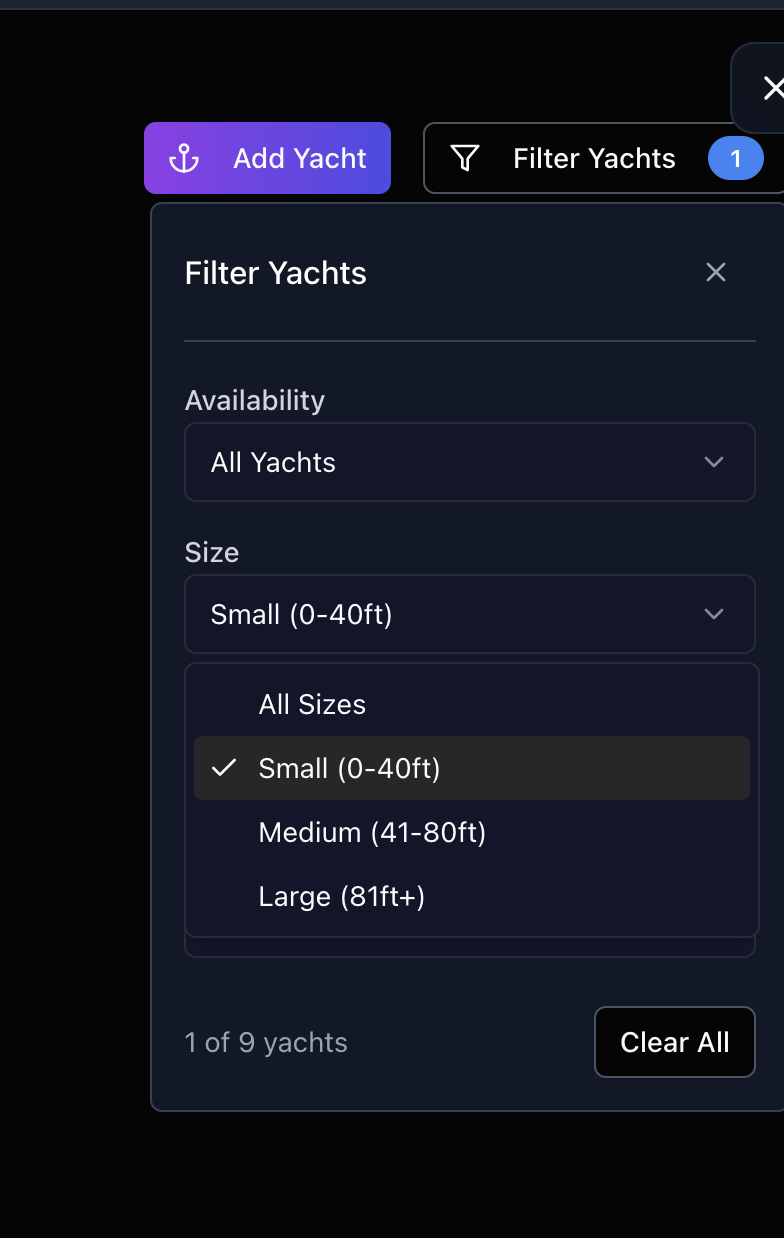 Add Yacht
Filter Yachts
1
Filter Yachts
Availability
All Yachts
Size
Small (0-40ft)
All Sizes
Small (0-40ft)
Medium (41-80ft)
Large (81ft+)
1 of 9 yachts
Clear All